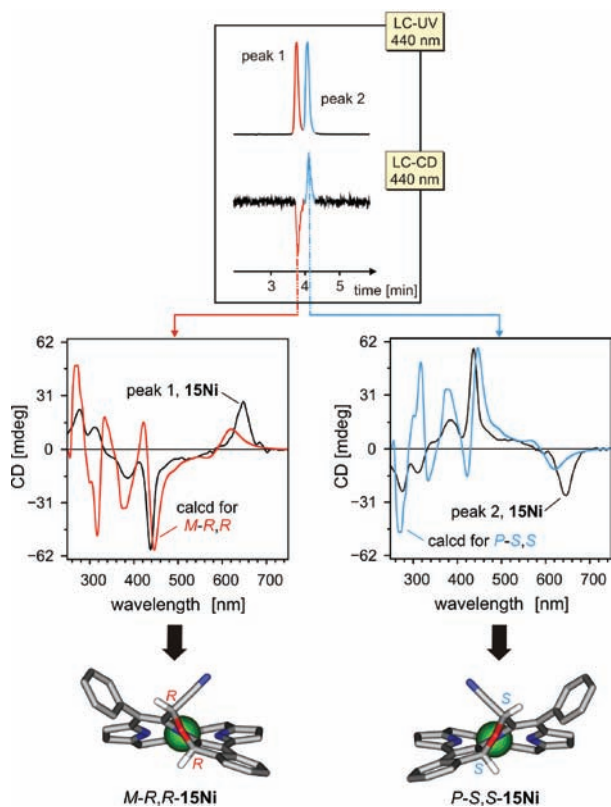 LC-UV
440 nm
peak 1
peak 2
LC-CD
440 nm
3 4 5
time [min]
62
31
0
-31
-62
CD [mdeg]
peak 1, 15Ni
calcd for
M-R,R
300 400 500 600 700
wavelength [nm]
62
31
0
-31
-62
CD [mdeg]
peak 2, 15Ni
calcd for P-S,S
300 400 500 600 700
wavelength [nm]
R
R
M-R,R-15Ni
S
S
P-S,S-15Ni